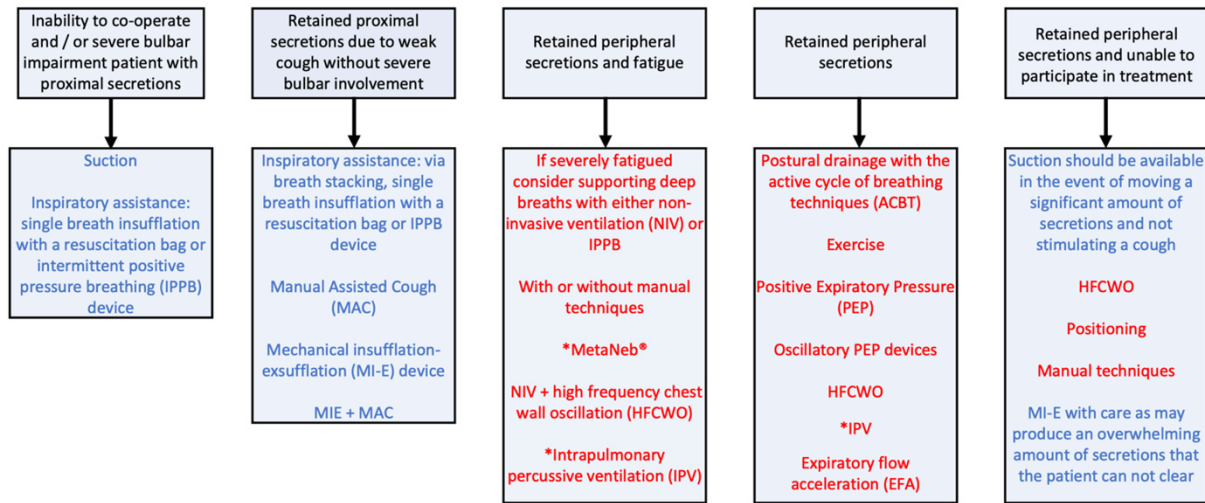 Inability to co-operate
and / or severe bulbar
impairment patient with
proximal secretions
Suction
Inspiratory assistance:
single breath insufflation
with a resuscitation bag or
intermittent positive
pressure breathing (IPPB)
device
Retained proximal
secretions due to weak
cough without severe
bulbar involvement
Inspiratory assistance: via
breath stacking, single
breath insufflation with a
resuscitation bag or IPPB
device
Manual Assisted Cough
(MAC)
Mechanical insufflation-
exsufflation (MI-E) device
MIE + MAC
Retained peripheral
secretions and fatigue
If severely fatigued
consider supporting deep
breaths with either non-
invasive ventilation (NIV) or
IPPB
With or without manual
techniques
*MetaNeb®
NIV + high frequency chest
wall oscillation (HFCWO)
*Intrapulmonary
percussive ventilation (IPV)
Retained peripheral
secretions
Postural drainage with the
active cycle of breathing
techniques (ACBT)
Exercise
Positive Expiratory Pressure
(PEP)
Oscillatory PEP devices
HFCWO
*IPV
Expiratory flow
acceleration (EFA)
Retained peripheral
secretions and unable to
participate in treatment
Suction should be available
in the event of moving a
significant amount of
secretions and not
stimulating a cough
HFCWO
Positioning
Manual techniques
MI-E with care as may
produce an overwhelming
amount of secretions that
the patient can not clear